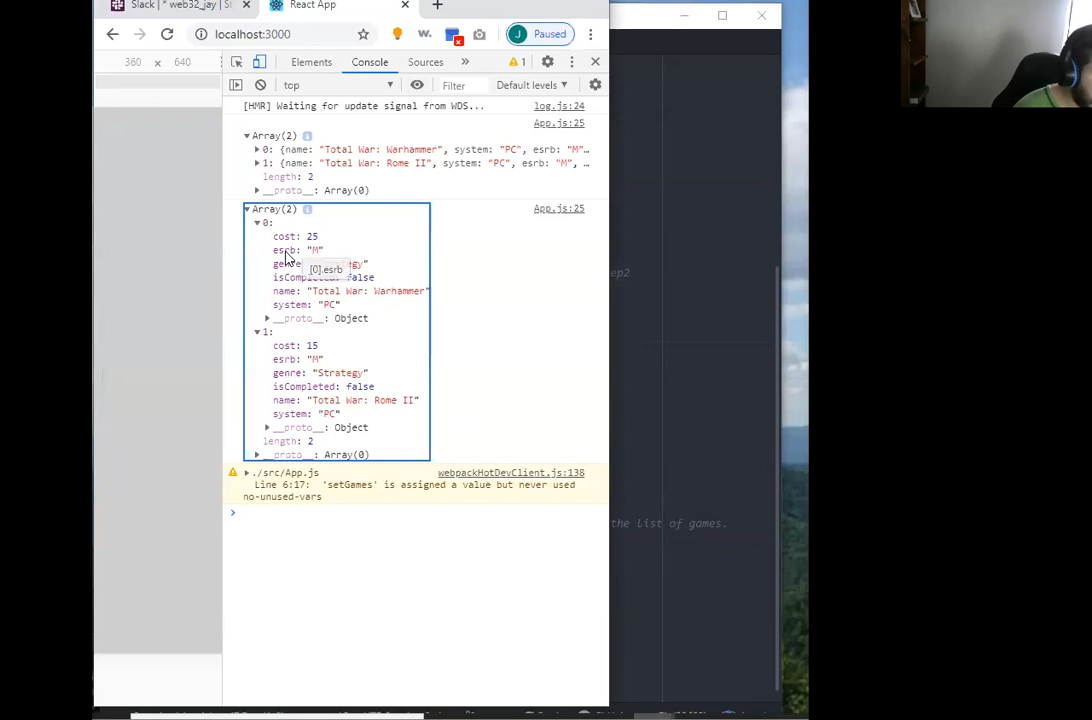 Slack | * web32_jay | S
React App
localhost:3000
Paused
360 × 640
Elements
Console
Sources
1
top
Filter
Default levels
[HMR] Waiting for update signal from WDS... log.js:24
App.js:25
Array(2)
0: {name: "Total War: Warhammer", system: "PC", esrb: "M"…
1: {name: "Total War: Rome II", system: "PC", esrb: "M", …
length: 2
__proto__: Array(0)
Array(2) App.js:25
0:
cost: 25
esrb: "M"
[0].esrb
name: "Total War: Warhammer"
system: "PC"
__proto__: Object
1:
cost: 15
esrb: "M"
genre: "Strategy"
isCompleted: false
name: "Total War: Rome II"
system: "PC"
__proto__: Object
length: 2
__proto__: Array(0)
./src/App.js webpackHotDevClient.js:138
Line 6:17: 'setGames' is assigned a value but never used
no-unused-vars
ep2
the list of games.